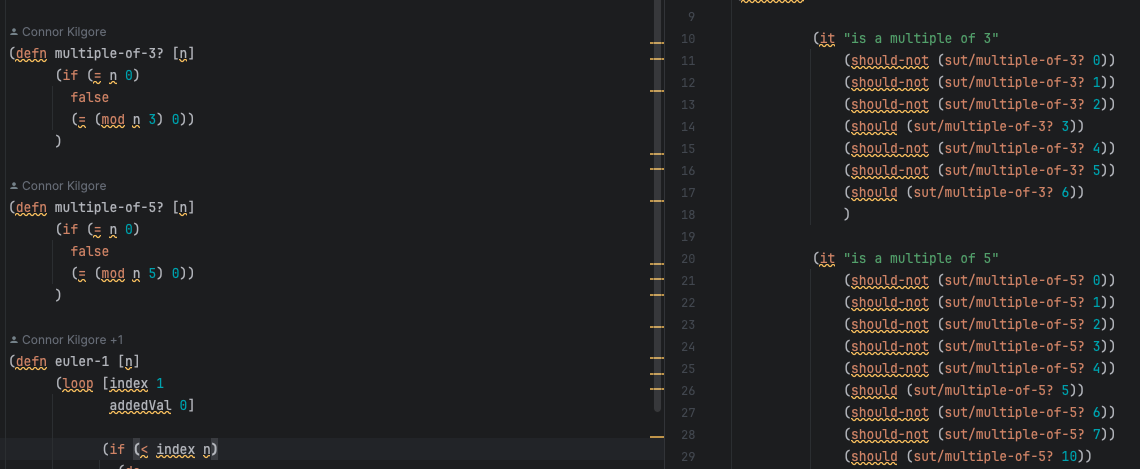 Connor Kilgore
(defn multiple-of-3? [n]
(if (= n 0)
false
(= (mod n 3) 0))
)
Connor Kilgore
(defn multiple-of-5? [n]
(if (= n 0)
false
(= (mod n 5) 0))
)
Connor Kilgore +1
(defn euler-1 [n]
(loop [index 1
addedVal 0]
(if (< index n)
9
10 (it "is a multiple of 3"
11 (should-not (sut/multiple-of-3? 0))
12 (should-not (sut/multiple-of-3? 1))
13 (should-not (sut/multiple-of-3? 2))
14 (should (sut/multiple-of-3? 3))
15 (should-not (sut/multiple-of-3? 4))
16 (should-not (sut/multiple-of-3? 5))
17 (should (sut/multiple-of-3? 6))
18 )
19
20 (it "is a multiple of 5"
21 (should-not (sut/multiple-of-5? 0))
22 (should-not (sut/multiple-of-5? 1))
23 (should-not (sut/multiple-of-5? 2))
24 (should-not (sut/multiple-of-5? 3))
25 (should-not (sut/multiple-of-5? 4))
26 (should (sut/multiple-of-5? 5))
27 (should-not (sut/multiple-of-5? 6))
28 (should-not (sut/multiple-of-5? 7))
29 (should (sut/multiple-of-5? 10))